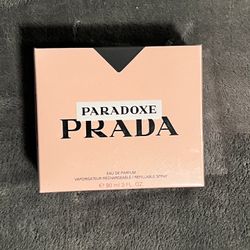 PARADOXE
PRADA
EAU DE PARFUM
VAPORISATEUR RECHARGEABLE / REFILLABLE SPRAY
℮ 90 ml 3 FL. OZ.